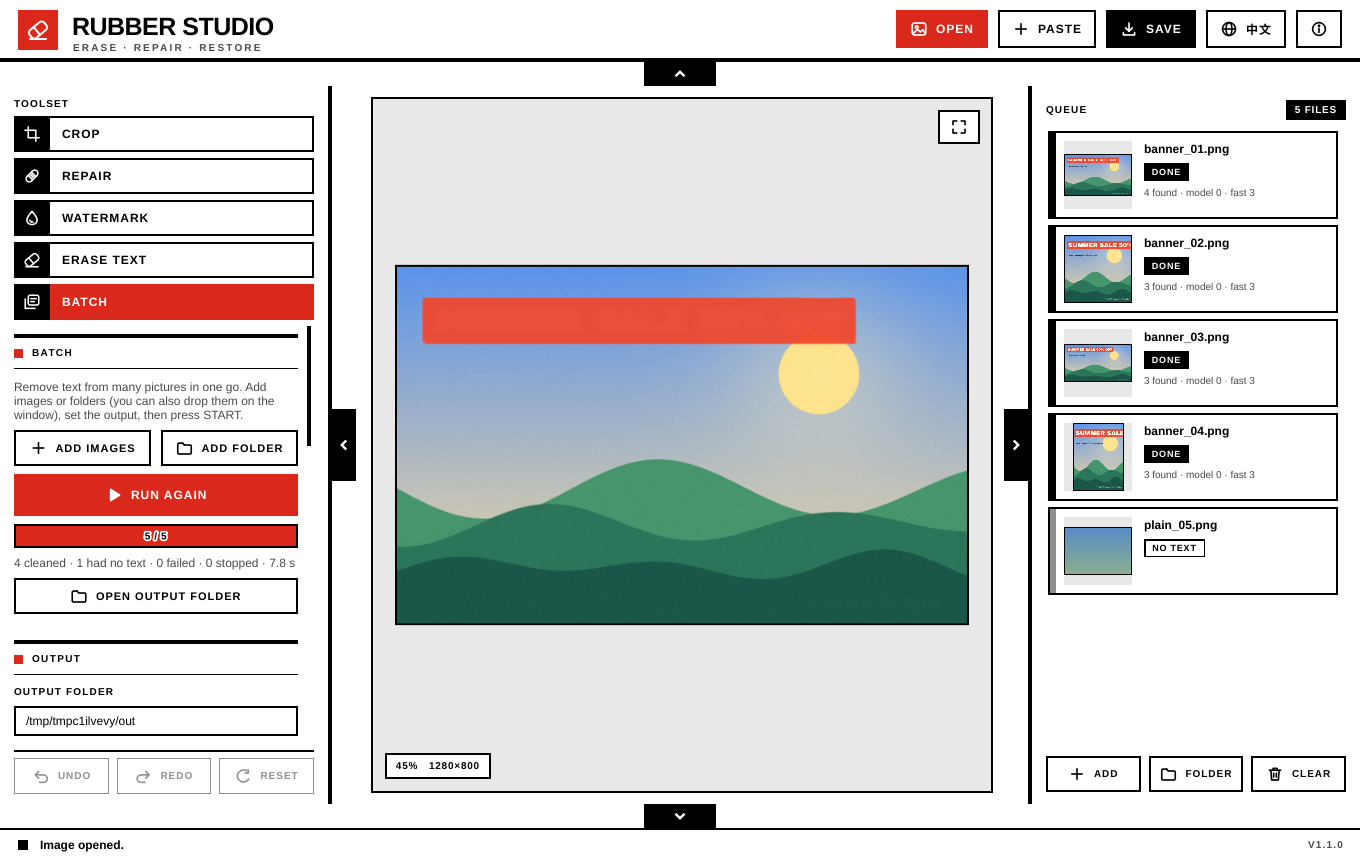 RUBBER STUDIO
ERASE · REPAIR · RESTORE
OPEN
PASTE
SAVE
中文
TOOLSET
CROP
REPAIR
WATERMARK
ERASE TEXT
BATCH
BATCH
Remove text from many pictures in one go. Add
images or folders (you can also drop them on the
window), set the output, then press START.
ADD IMAGES
ADD FOLDER
RUN AGAIN
5 / 5
4 cleaned · 1 had no text · 0 failed · 0 stopped · 7.8 s
OPEN OUTPUT FOLDER
OUTPUT
OUTPUT FOLDER
/tmp/tmpc1ilvevy/out
UNDO
REDO
RESET
45% 1280×800
QUEUE
5 FILES
banner_01.png
DONE
4 found · model 0 · fast 3
SUMMER SALE 50%
banner_02.png
DONE
3 found · model 0 · fast 3
banner_03.png
DONE
3 found · model 0 · fast 3
SUMMER SALE
banner_04.png
DONE
3 found · model 0 · fast 3
plain_05.png
NO TEXT
ADD
FOLDER
CLEAR
Image opened.
V1.1.0